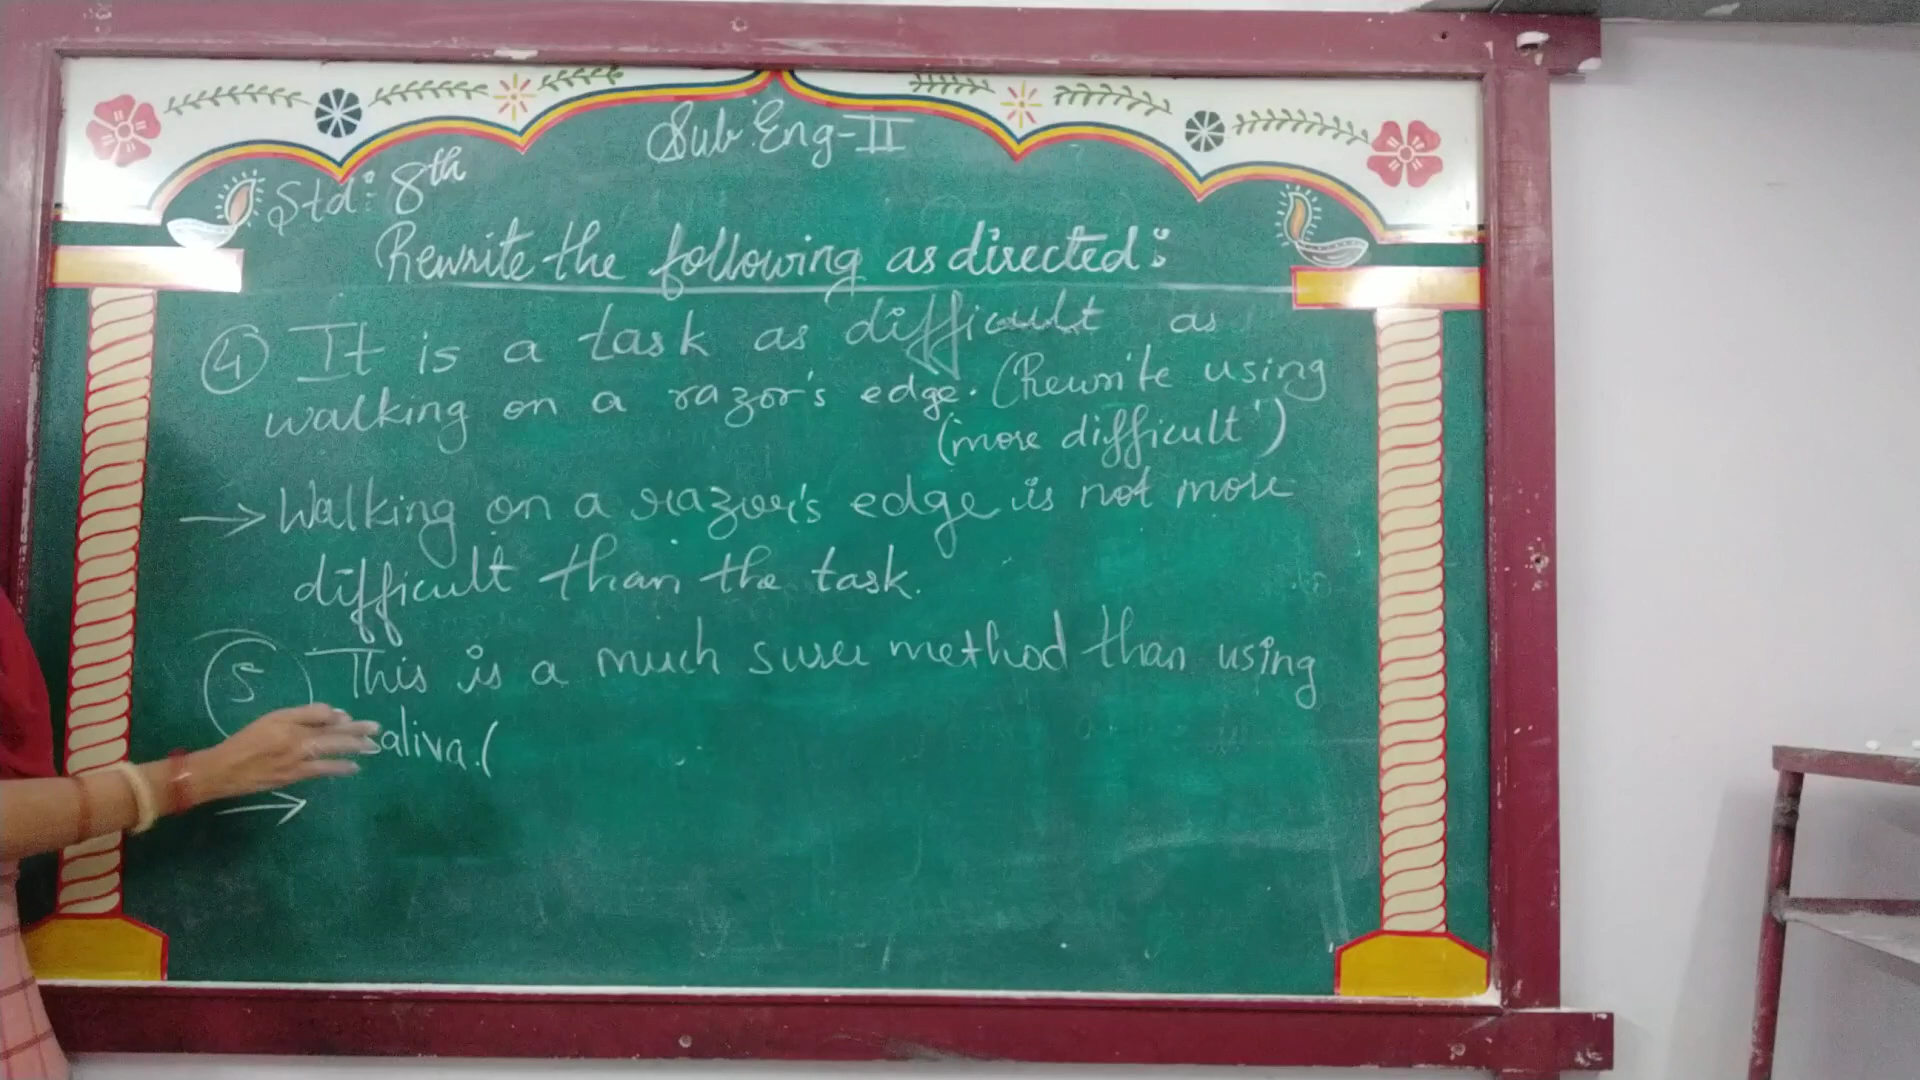 Sub: Eng-II
Std: 8th
Rewrite the following as directed:
4 It is a task as difficult as
walking on a razor's edge. (Rewrite using
(more difficult')
→ Walking on a razor's edge is not more
difficult than the task.
5 This is a much surer method than using
saliva. (
→